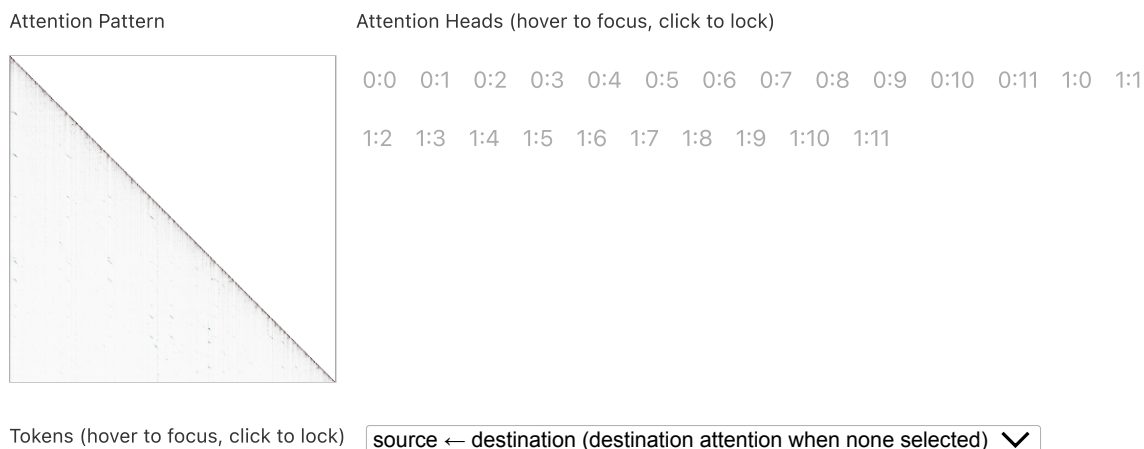 Attention Pattern
Attention Heads (hover to focus, click to lock)
0:0 0:1 0:2 0:3 0:4 0:5 0:6 0:7 0:8 0:9 0:10 0:11 1:0 1:1
1:2 1:3 1:4 1:5 1:6 1:7 1:8 1:9 1:10 1:11
Tokens (hover to focus, click to lock)
source ← destination (destination attention when none selected)